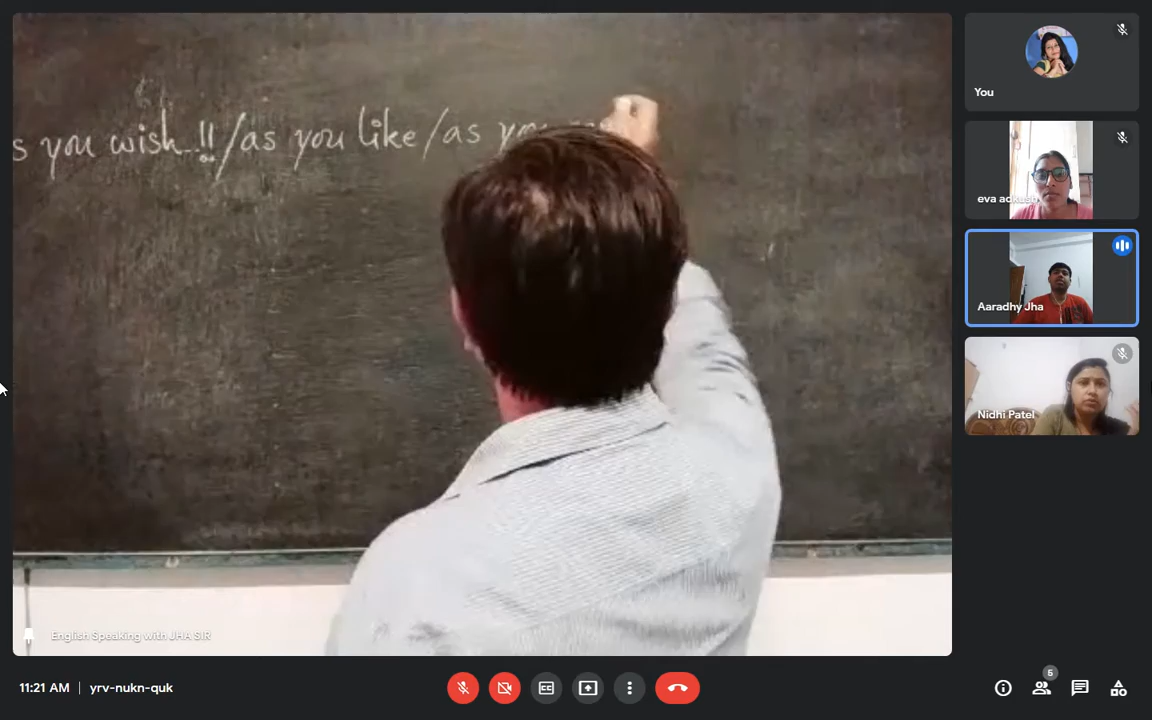 s you wish..!!/as you like/as you
You
eva
Aaradhy Jha
Nidhi Patel
English Speaking with JHA SIR
11:21 AM | yrv-nukn-quk
5